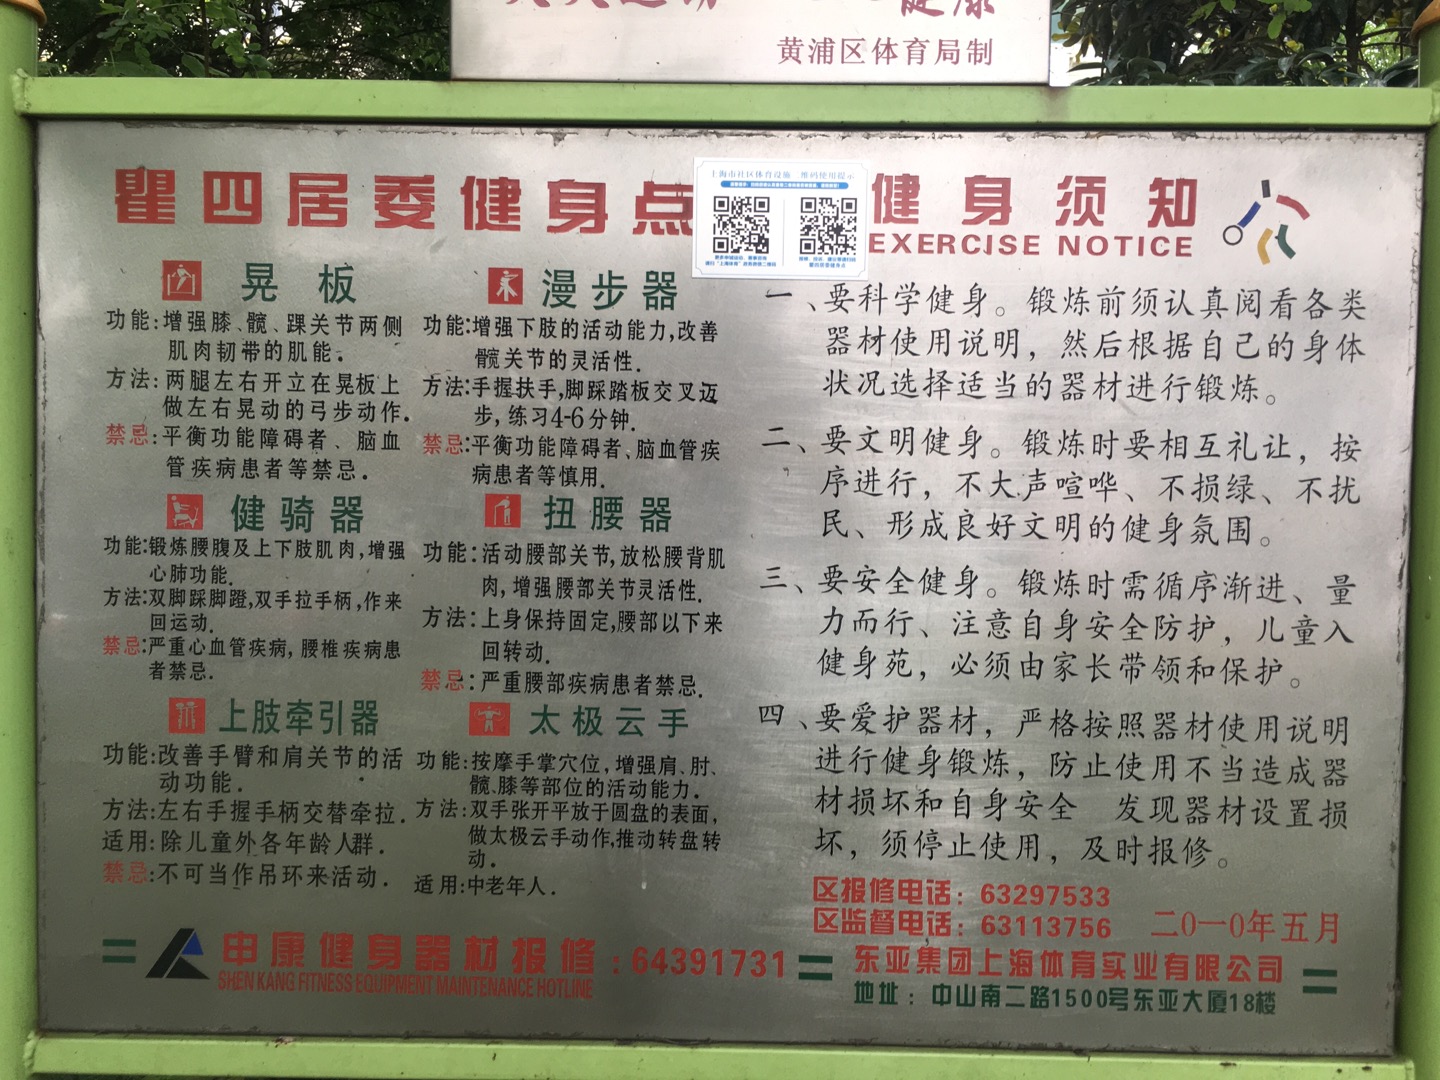 健康
黄浦区体育局制
瞿四居委健身点
上海市社区体育设施二维码使用提示
晃板
功能:增强膝、髋、踝关节两侧
肌肉韧带的肌能.
方法:两腿左右开立在晃板上
做左右晃动的弓步动作.
禁忌:平衡功能障碍者、脑血
管疾病患者等禁忌.
漫步器
功能:增强下肢的活动能力,改善
髋关节的灵活性.
方法:手握扶手,脚踩踏板交叉迈
步,练习4-6分钟.
禁忌:平衡功能障碍者、脑血管疾
病患者等慎用.
健骑器
功能:锻炼腰腹及上下肢肌肉,增强
心肺功能.
方法:双脚踩脚蹬,双手拉手柄,作来
回运动.
禁忌:严重心血管疾病,腰椎疾病患
者禁忌.
扭腰器
功能:活动腰部关节,放松腰背肌
肉,增强腰部关节灵活性.
方法:上身保持固定,腰部以下来
回转动.
禁忌:严重腰部疾病患者禁忌.
上肢牵引器
功能:改善手臂和肩关节的活
动功能.
方法:左右手握手柄交替牵拉.
适用:除儿童外各年龄人群.
禁忌:不可当作吊环来活动.
太极云手
功能:按摩手掌穴位,增强肩、肘、
髋、膝等部位的活动能力.
方法:双手张开平放于圆盘的表面,
做太极云手动作,推动转盘转
动.
适用:中老年人.
申康健身器材报修:64391731
SHEN KANG FITNESS EQUIPMENT MAINTENANCE HOTLINE
健身须知
EXERCISE NOTICE
一、要科学健身。锻炼前须认真阅看各类
器材使用说明，然后根据自己的身体
状况选择适当的器材进行锻炼。
二、要文明健身。锻炼时要相互礼让，按
序进行，不大声喧哗、不损绿、不扰
民、形成良好文明的健身氛围。
三、要安全健身。锻炼时需循序渐进、量
力而行、注意自身安全防护，儿童入
健身苑，必须由家长带领和保护。
四、要爱护器材，严格按照器材使用说明
进行健身锻炼，防止使用不当造成器
材损坏和自身安全 发现器材设置损
坏，须停止使用，及时报修。
区报修电话：63297533
区监督电话：63113756 二0一0年五月
东亚集团上海体育实业有限公司
地址：中山南二路1500号东亚大厦18楼